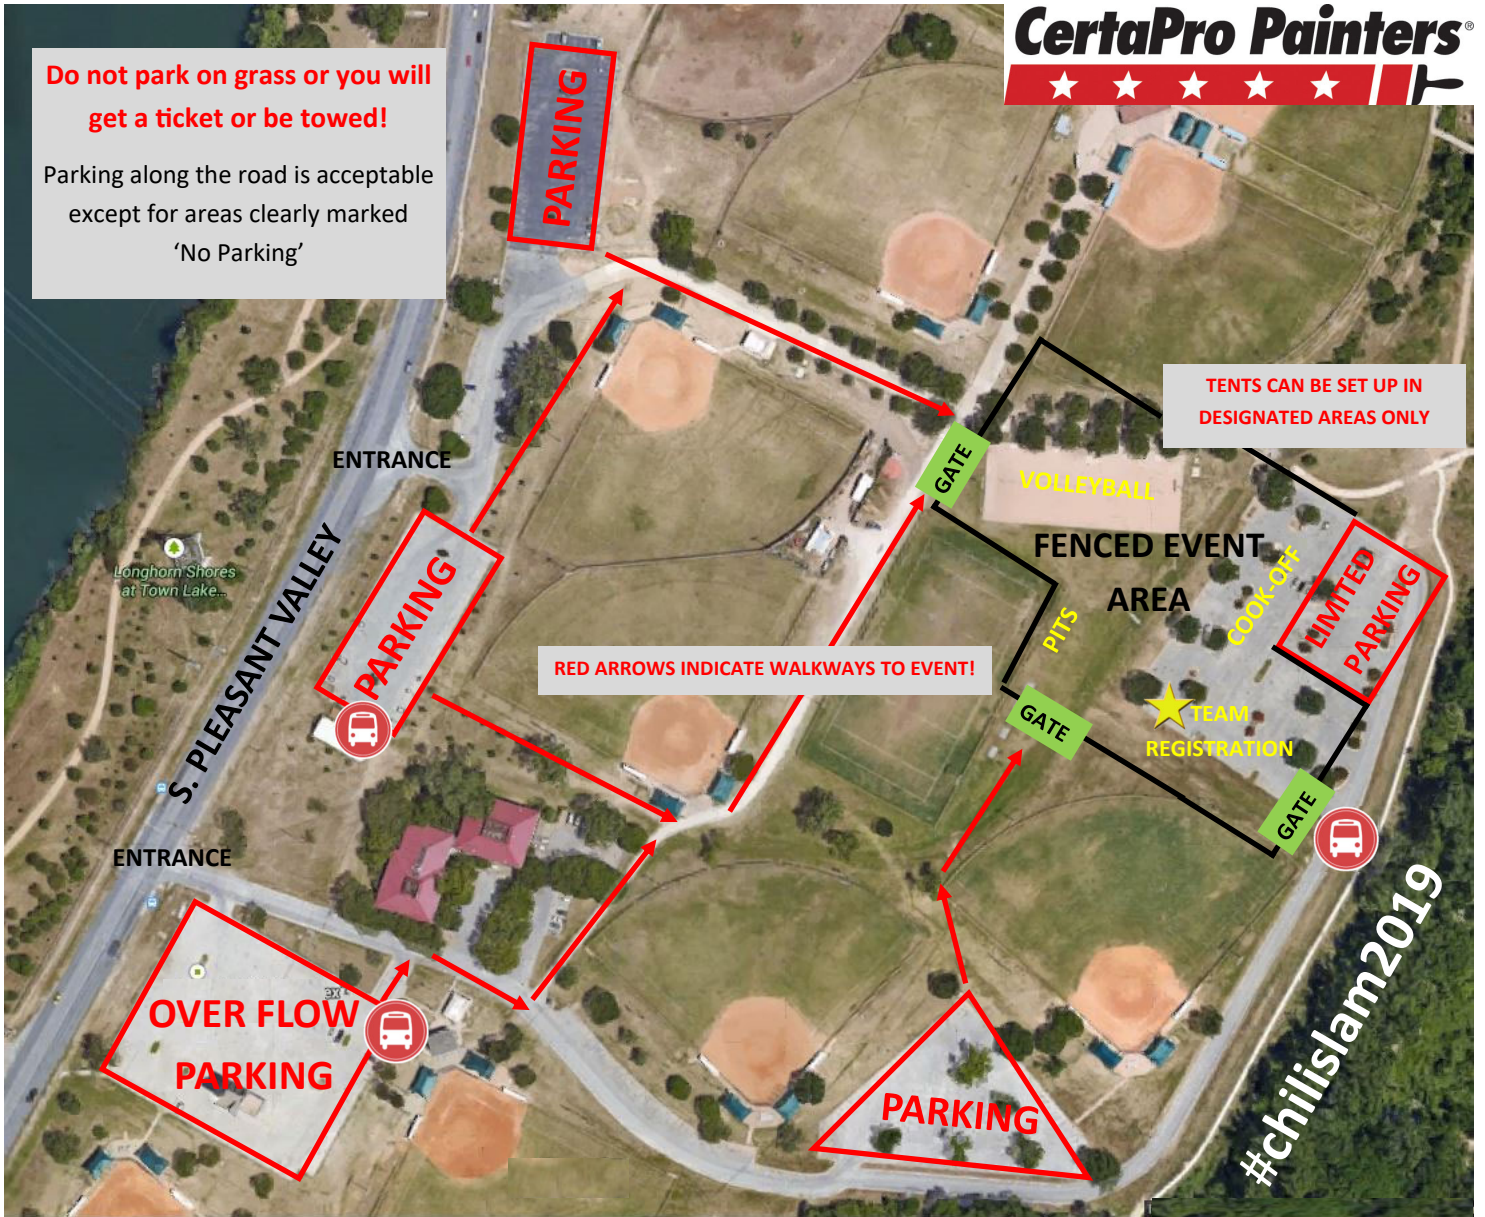 CertaPro Painters®
Do not park on grass or you will
get a ticket or be towed!
Parking along the road is acceptable
except for areas clearly marked
‘No Parking’
PARKING
TENTS CAN BE SET UP IN
DESIGNATED AREAS ONLY
ENTRANCE
GATE
VOLLEYBALL
FENCED EVENT
AREA
COOK-OFF
LIMITED
PARKING
PITS
Longhorn Shores
at Town Lake...
S. PLEASANT VALLEY
PARKING
RED ARROWS INDICATE WALKWAYS TO EVENT!
GATE
TEAM
REGISTRATION
GATE
ENTRANCE
OVER FLOW
PARKING
PARKING
#chilislam2019